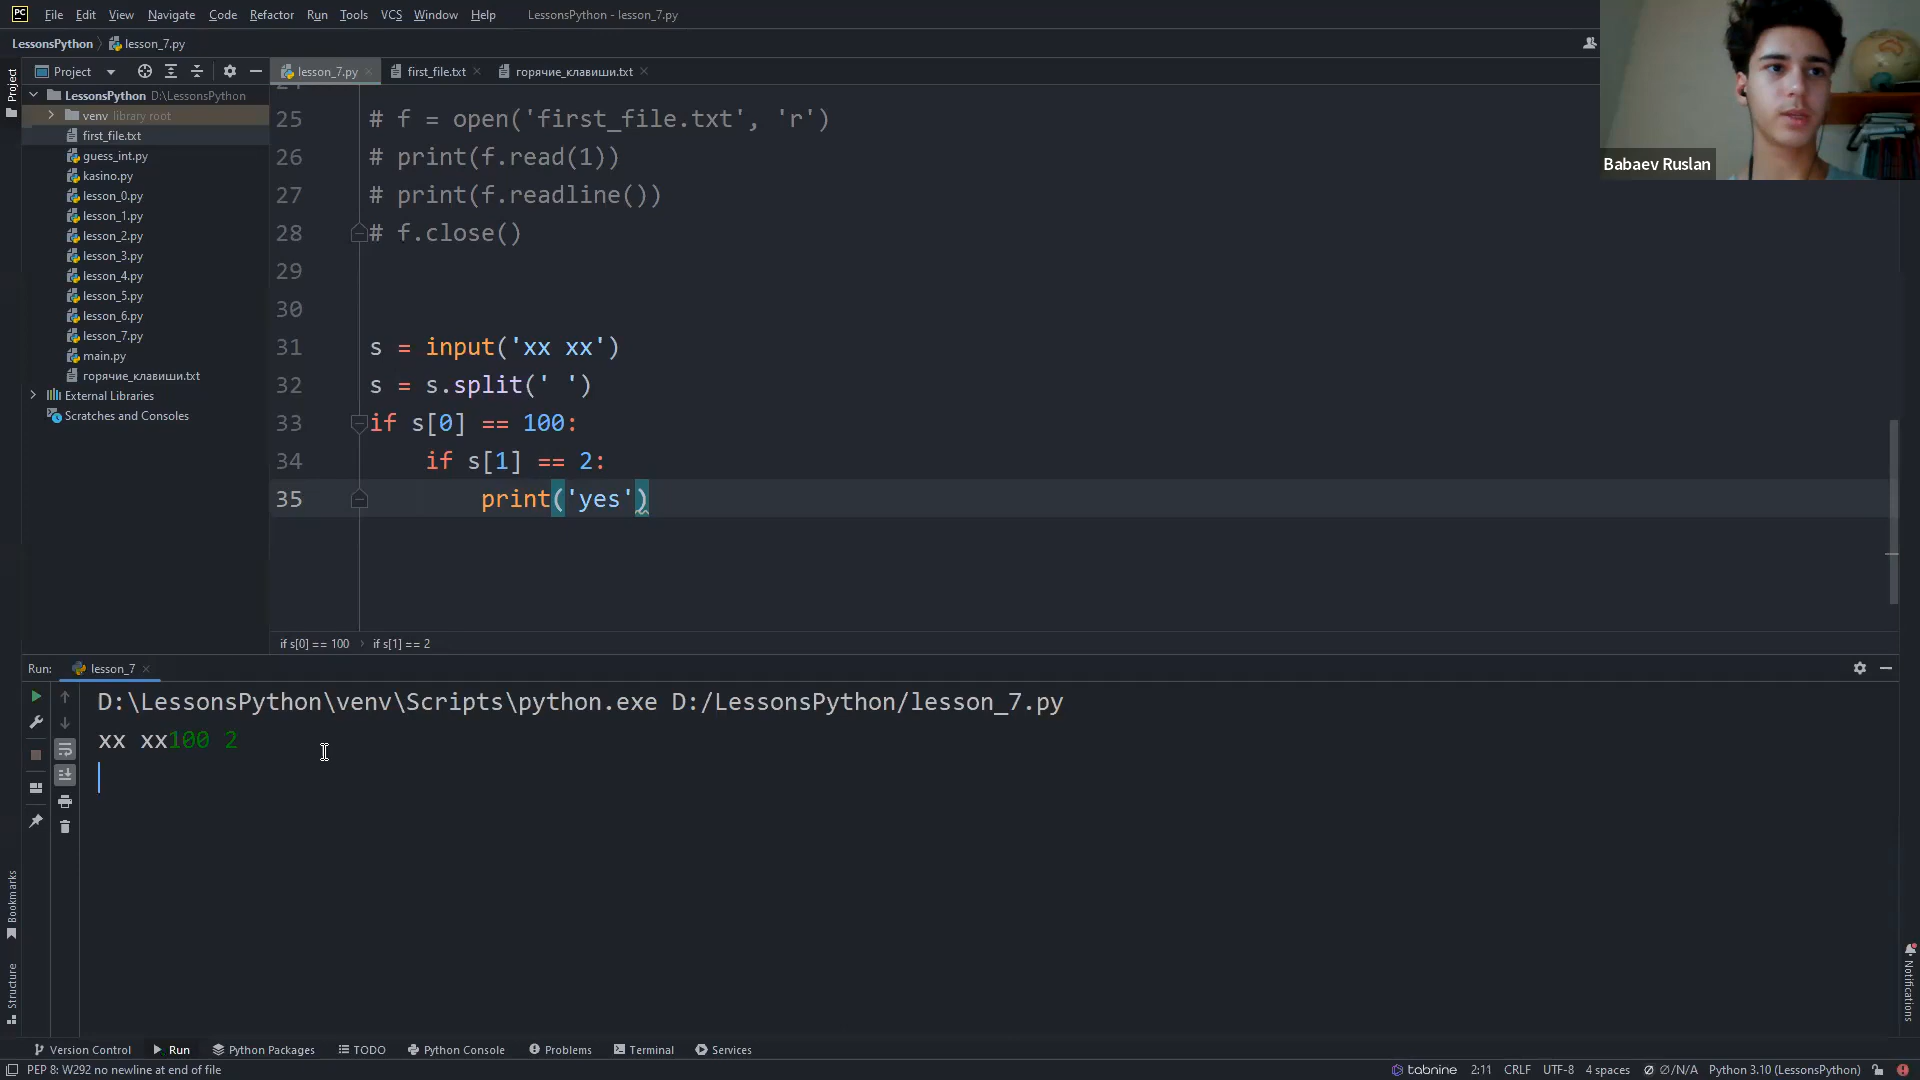 PC File Edit View Navigate Code Refactor Run Tools VCS Window Help LessonsPython - lesson_7.py
LessonsPython lesson_7.py
Project
lesson_7.py first_file.txt горячие_клавиши.txt
Project
LessonsPython D:\LessonsPython
venv library root
first_file.txt
guess_int.py
kasino.py
lesson_0.py
lesson_1.py
lesson_2.py
lesson_3.py
lesson_4.py
lesson_5.py
lesson_6.py
lesson_7.py
main.py
горячие_клавиши.txt
External Libraries
Scratches and Consoles
25 # f = open('first_file.txt', 'r')
26 # print(f.read(1))
27 # print(f.readline())
28 # f.close()
29
30
31 s = input('xx xx')
32 s = s.split(' ')
33 if s[0] == 100:
34 if s[1] == 2:
35 print('yes')
Babaev Ruslan
if s[0] == 100 if s[1] == 2
Run: lesson_7
D:\LessonsPython\venv\Scripts\python.exe D:/LessonsPython/lesson_7.py
xx xx100 2
Bookmarks
Structure
Notifications
Version Control Run Python Packages TODO Python Console Problems Terminal Services
PEP 8: W292 no newline at end of file tabnine 2:11 CRLF UTF-8 4 spaces Ø/N/A Python 3.10 (LessonsPython)